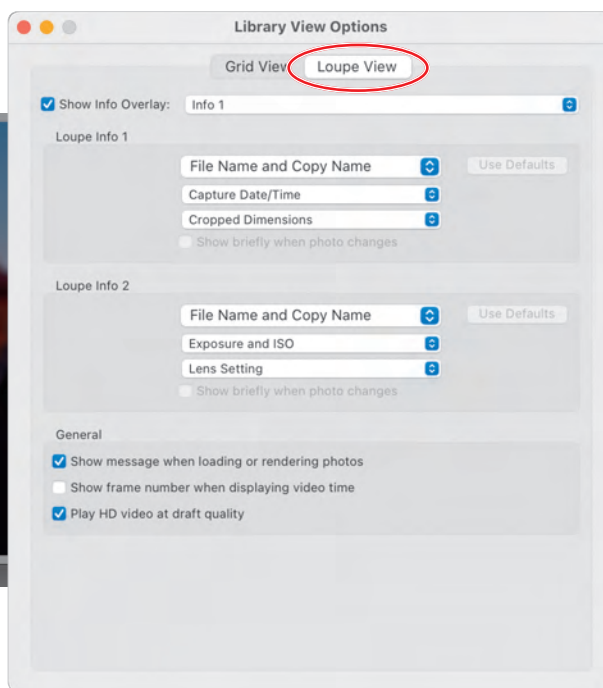 Library View Options
Grid View Loupe View
Show Info Overlay: Info 1
Loupe Info 1
File Name and Copy Name Use Defaults
Capture Date/Time
Cropped Dimensions
Show briefly when photo changes
Loupe Info 2
File Name and Copy Name Use Defaults
Exposure and ISO
Lens Setting
Show briefly when photo changes
General
Show message when loading or rendering photos
Show frame number when displaying video time
Play HD video at draft quality